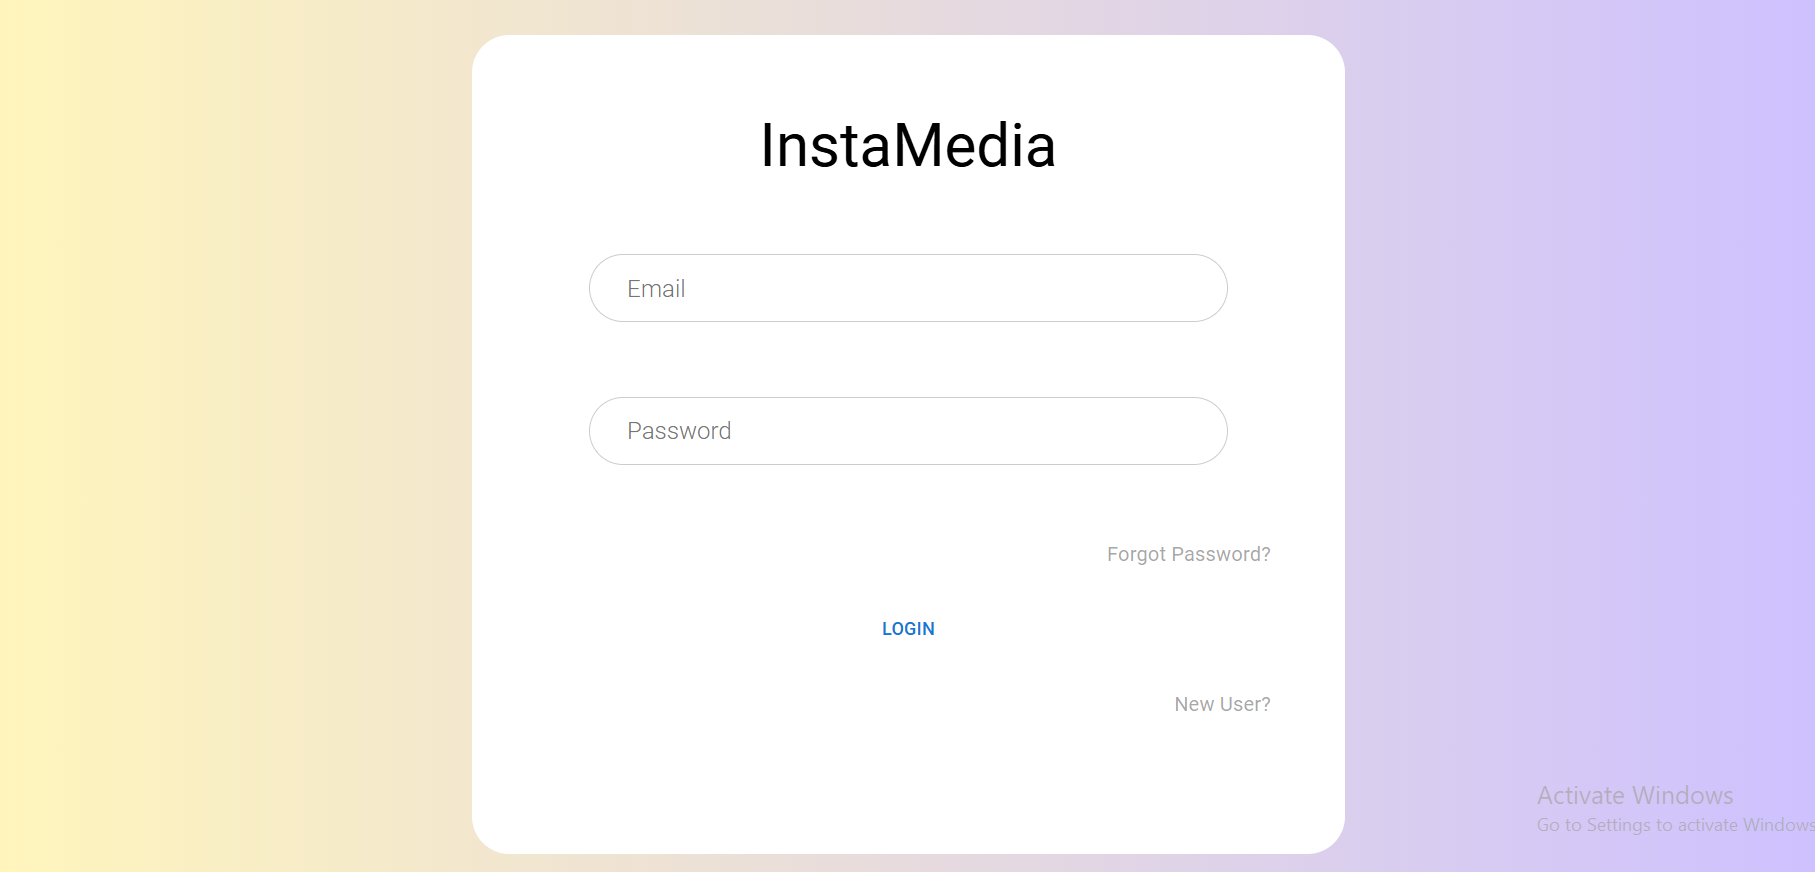 InstaMedia
Email
Password
Forgot Password?
LOGIN
New User?
Activate Windows
Go to Settings to activate Windows